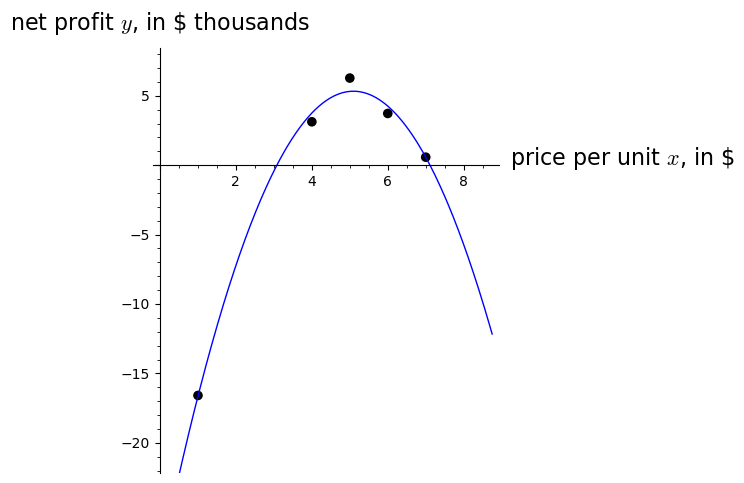 net profit y, in $ thousands
5
price per unit x, in $
2 4 6 8
−5
−10
−15
−20